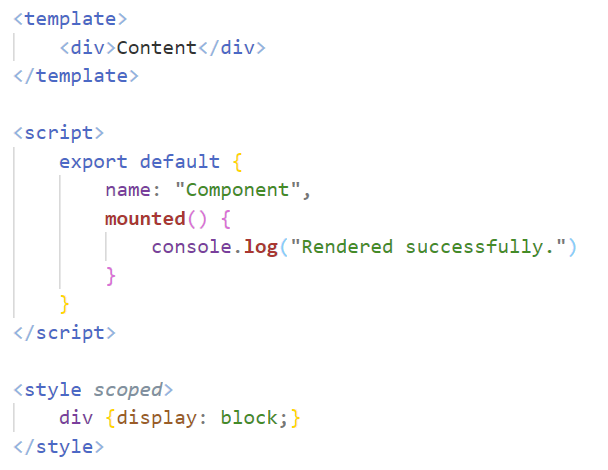 <template>
    <div>Content</div>
</template>

<script>
    export default {
        name: "Component",
        mounted() {
            console.log("Rendered successfully.")
        }
    }
</script>

<style scoped>
    div {display: block;}
</style>